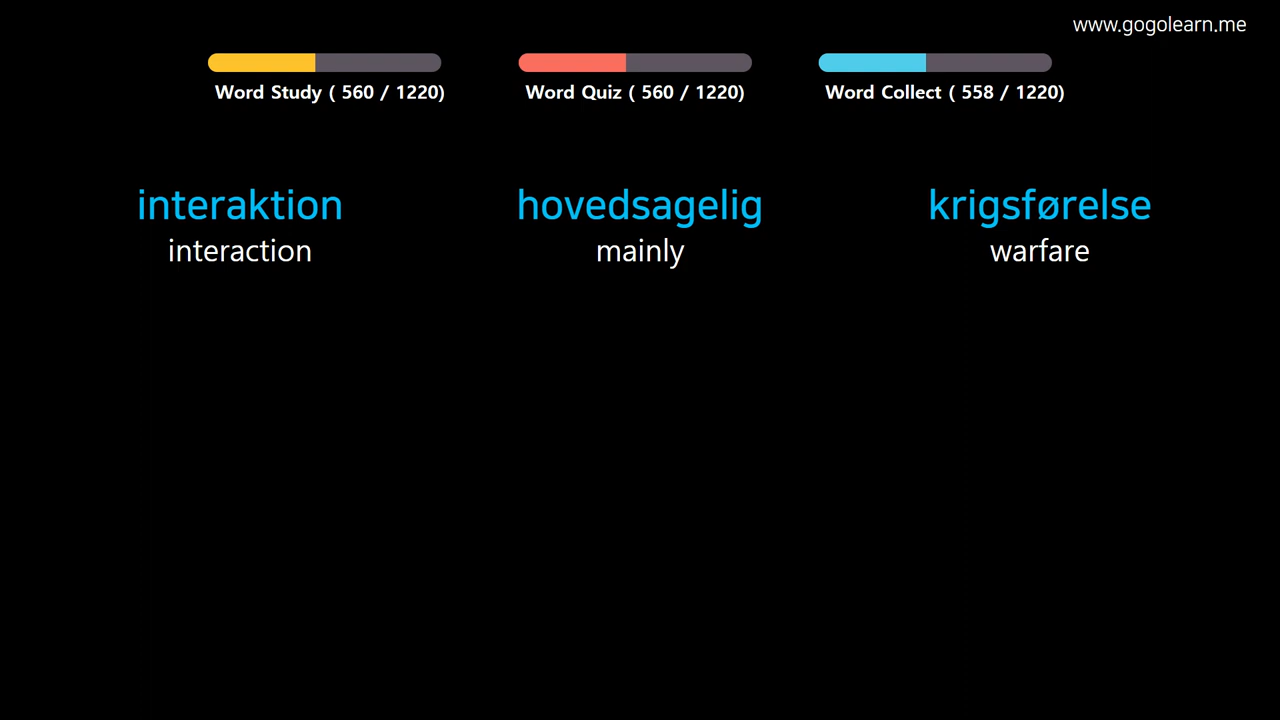 www.gogolearn.me
Word Study ( 560 / 1220)
Word Quiz ( 560 / 1220)
Word Collect ( 558 / 1220)
interaktion
interaction
hovedsagelig
mainly
krigsførelse
warfare